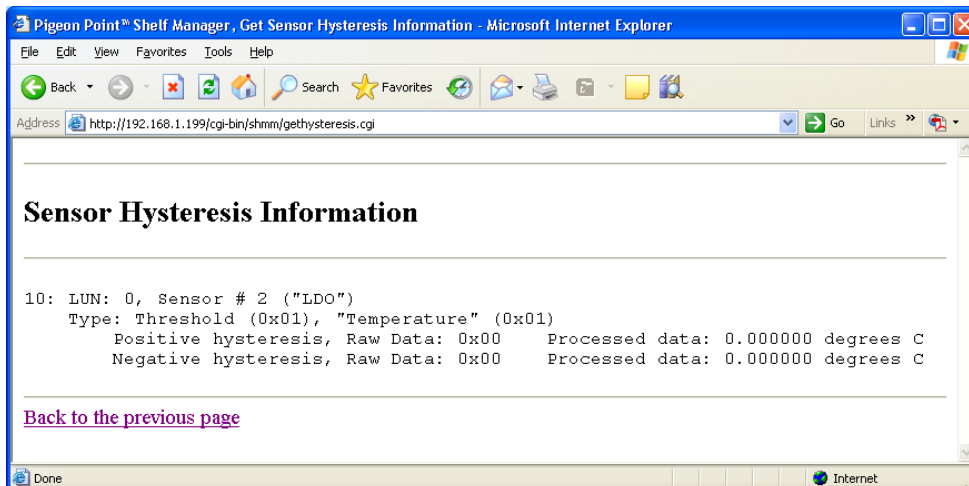 Pigeon Point™ Shelf Manager, Get Sensor Hysteresis Information - Microsoft Internet Explorer
File Edit View Favorites Tools Help
Back Search Favorites
Address http://192.168.1.199/cgi-bin/shmm/gethysteresis.cgi Go Links »
Sensor Hysteresis Information
10: LUN: 0, Sensor # 2 ("LDO")
Type: Threshold (0x01), "Temperature" (0x01)
Positive hysteresis, Raw Data: 0x00 Processed data: 0.000000 degrees C
Negative hysteresis, Raw Data: 0x00 Processed data: 0.000000 degrees C
Back to the previous page
Done Internet